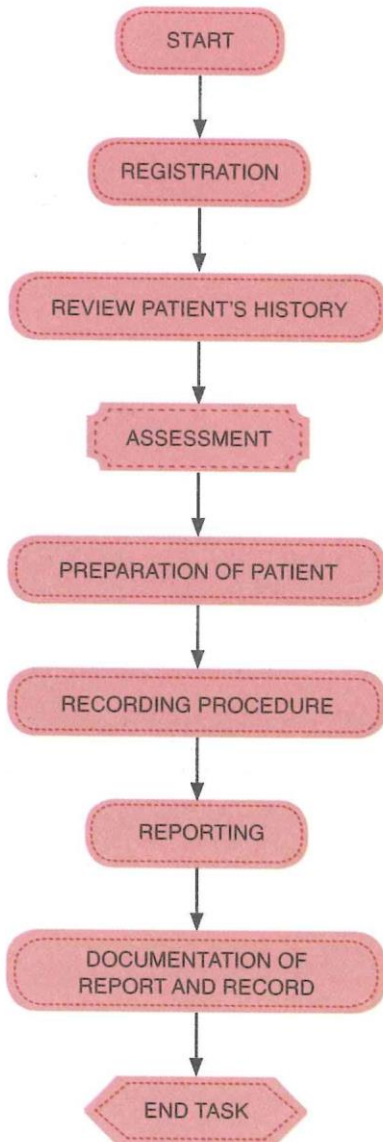 START
REGISTRATION
REVIEW PATIENT'S HISTORY
ASSESSMENT
PREPARATION OF PATIENT
RECORDING PROCEDURE
REPORTING
DOCUMENTATION OF
REPORT AND RECORD
END TASK